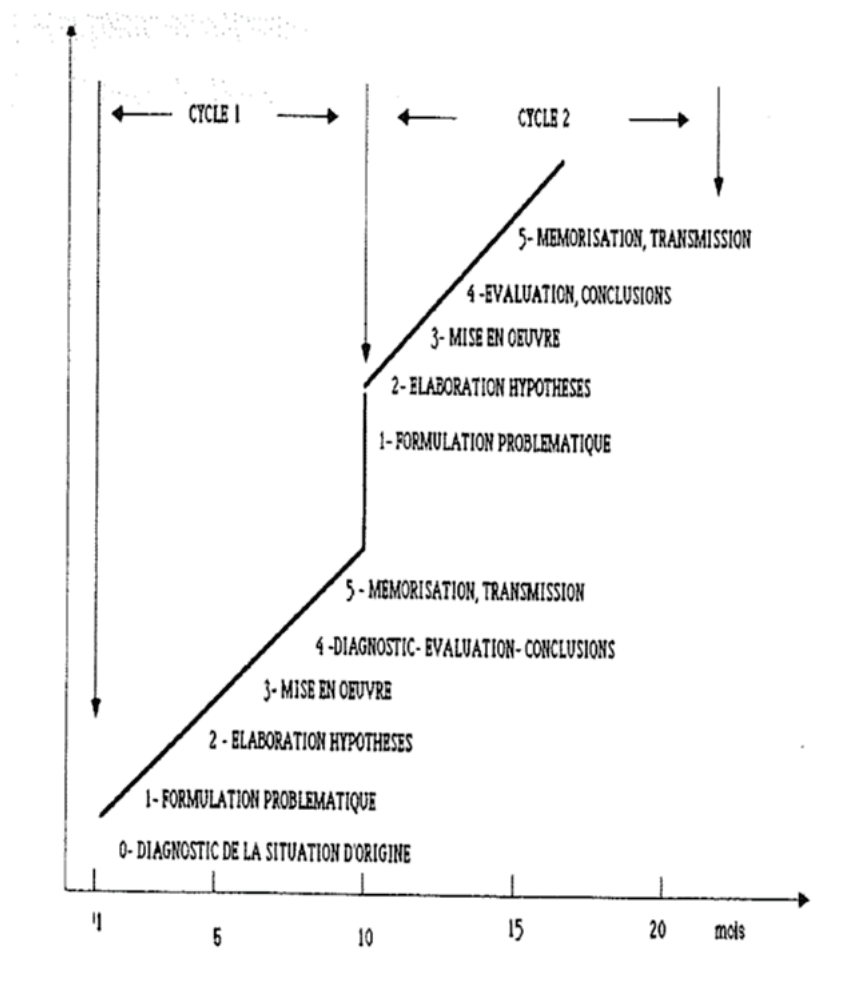 CYCLE 1
CYCLE 2
5- MEMORISATION, TRANSMISSION
4 -EVALUATION, CONCLUSIONS
3- MISE EN OEUVRE
2- ELABORATION HYPOTHESES
1- FORMULATION PROBLEMATIQUE
5 - MEMORISATION, TRANSMISSION
4 -DIAGNOSTIC- EVALUATION- CONCLUSIONS
3- MISE EN OEUVRE
2 - ELABORATION HYPOTHESES
1- FORMULATION PROBLEMATIQUE
0- DIAGNOSTIC DE LA SITUATION D'ORIGINE
1 5 10 15 20 mois